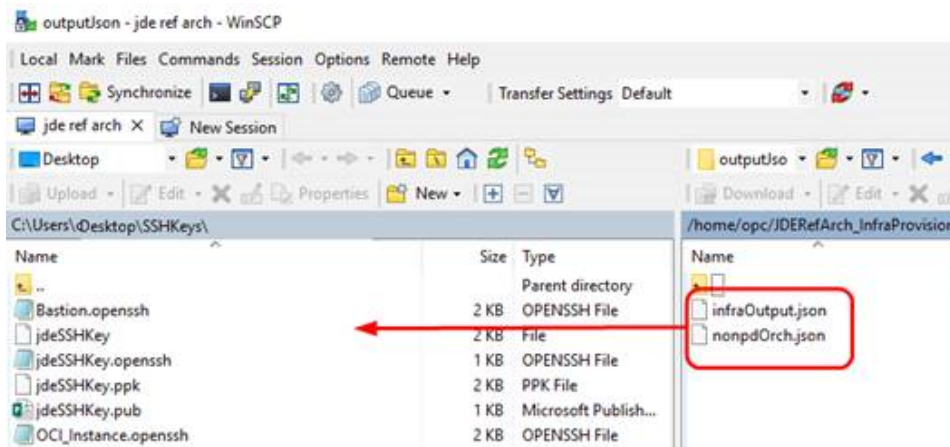 outputJson - jde ref arch - WinSCP
Local Mark Files Commands Session Options Remote Help
Synchronize Queue Transfer Settings Default
jde ref arch X New Session
Desktop outputJso
Upload Edit Properties New Download Edit
C:\Users\Desktop\SSHKeys\ /home/opc/JDERefArch_InfraProvision
Name Size Type Name
.. Parent directory
Bastion.openssh 2 KB OPENSSH File infraOutput.json
jdeSSHKey 2 KB File nonpdOrch.json
jdeSSHKey.openssh 1 KB OPENSSH File
jdeSSHKey.ppk 2 KB PPK File
jdeSSHKey.pub 1 KB Microsoft Publish...
OCI_Instance.openssh 2 KB OPENSSH File